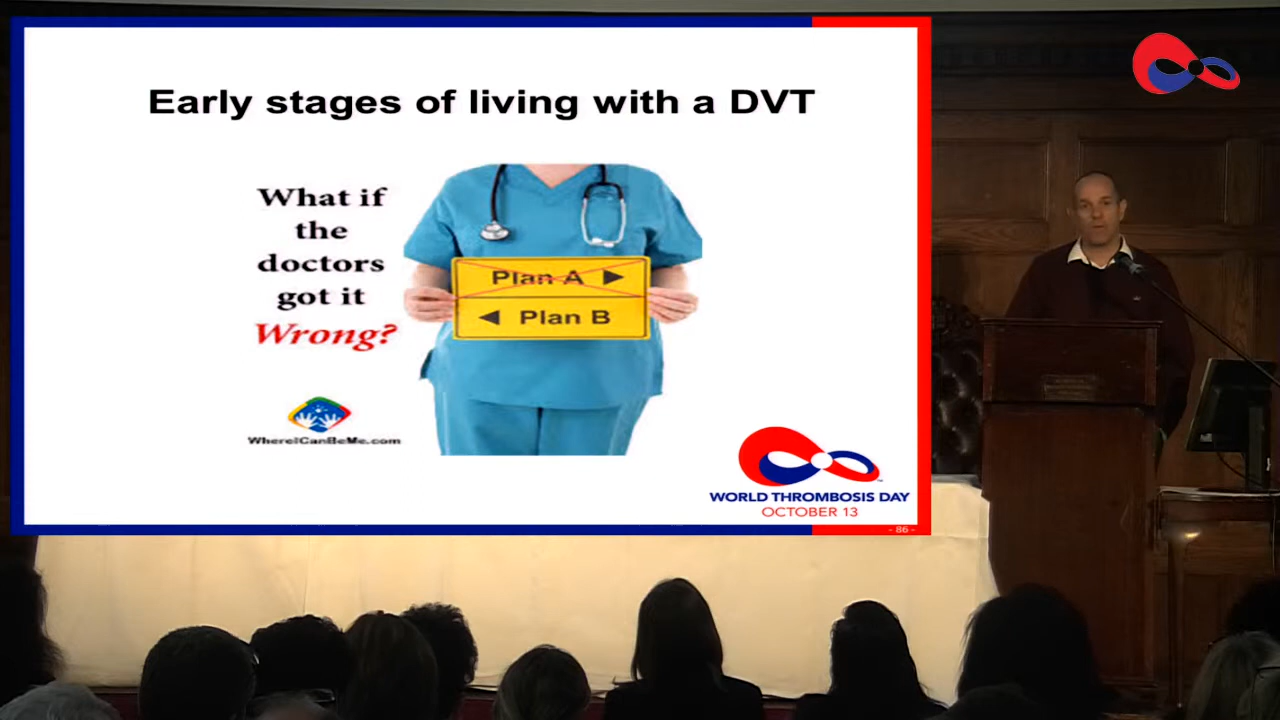 Early stages of living with a DVT
What if
the
doctors
got it
Wrong?
Plan A
Plan B
WhereICanBeMe.com
WORLD THROMBOSIS DAY
OCTOBER 13
- 86 -